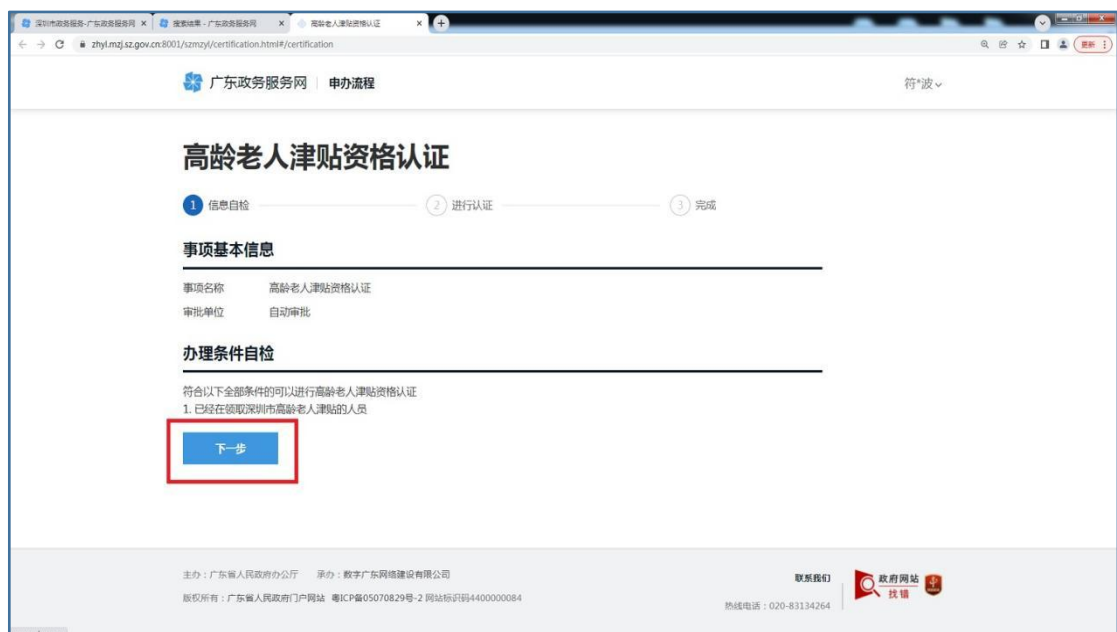 深圳市政务服务-广东政务服务网
搜索结果 - 广东政务服务网
高龄老人津贴资格认证
zhyl.mzj.sz.gov.cn:8001/szmzyl/certification.html#/certification
更新
广东政务服务网 | 申办流程
符*波
高龄老人津贴资格认证
1 信息自检
2 进行认证
3 完成
事项基本信息
事项名称 高龄老人津贴资格认证
审批单位 自动审批
办理条件自检
符合以下全部条件的可以进行高龄老人津贴资格认证
1. 已经在领取深圳市高龄老人津贴的人员
下一步
主办：广东省人民政府办公厅 承办：数字广东网络建设有限公司
版权所有：广东省人民政府门户网站 粤ICP备05070829号-2 网站标识码4400000084
联系我们
热线电话：020-83134264
政府网站
找错